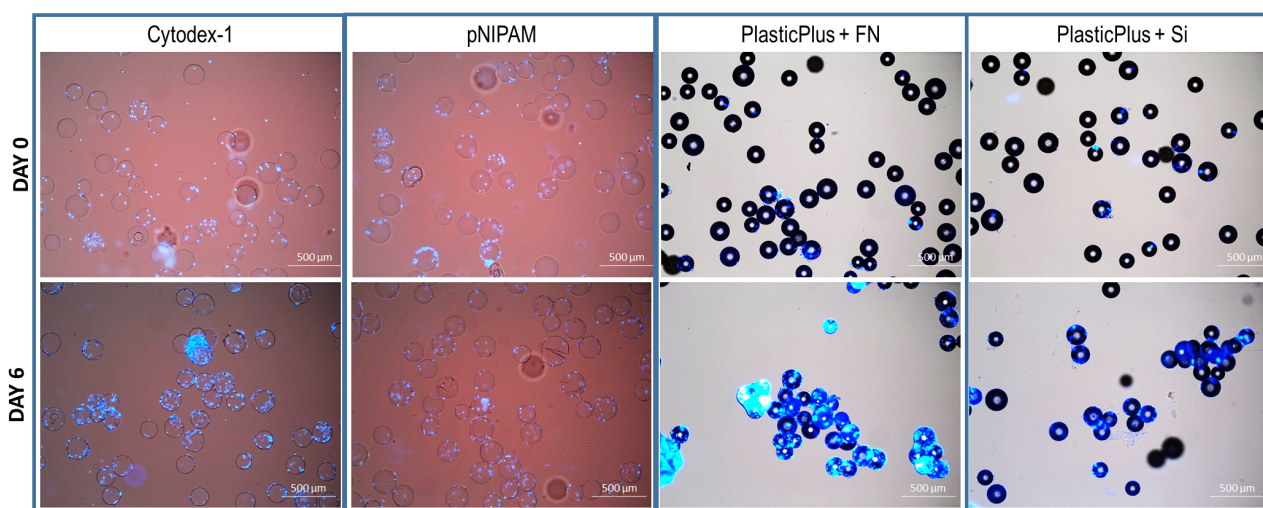 Cytodex-1
pNIPAM
PlasticPlus + FN
PlasticPlus + Si
DAY 0
500 µm
500 µm
500 µm
500 µm
DAY 6
500 µm
500 µm
500 µm
500 µm